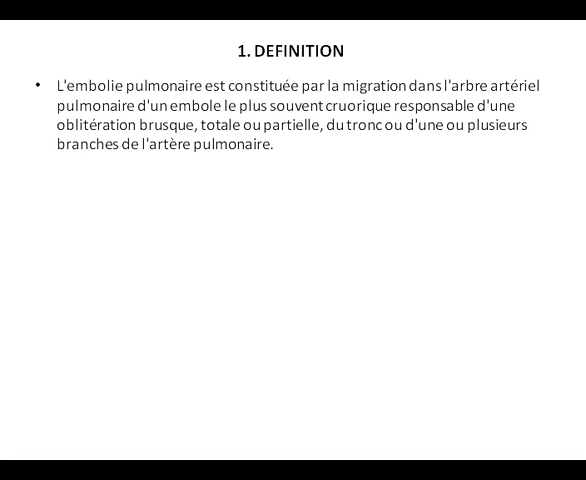 1. DEFINITION
• L'embolie pulmonaire est constituée par la migration dans l'arbre artériel
pulmonaire d'un embole le plus souvent cruorique responsable d'une
oblitération brusque, totale ou partielle, du tronc ou d'une ou plusieurs
branches de l'artère pulmonaire.